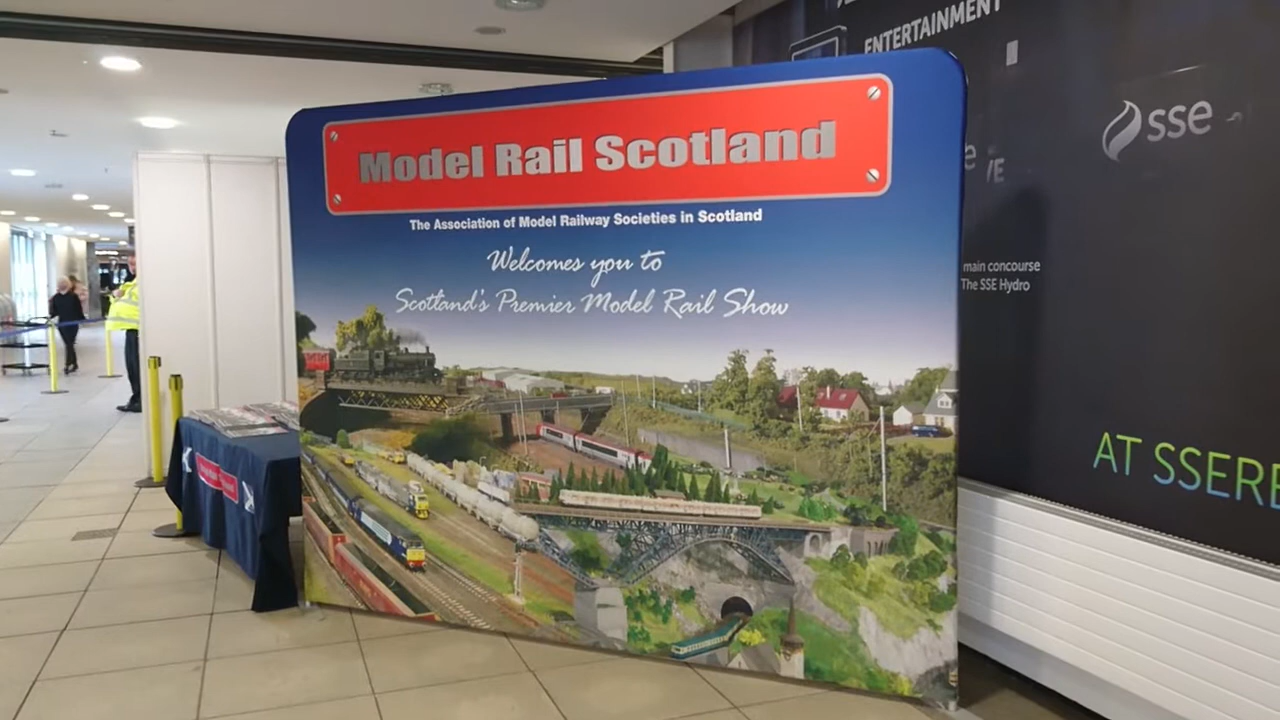 ENTERTAINMENT
Model Rail Scotland
The Association of Model Railway Societies in Scotland
Welcomes you to
Scotland's Premier Model Rail Show
sse
main concourse
The SSE Hydro
AT SSERE